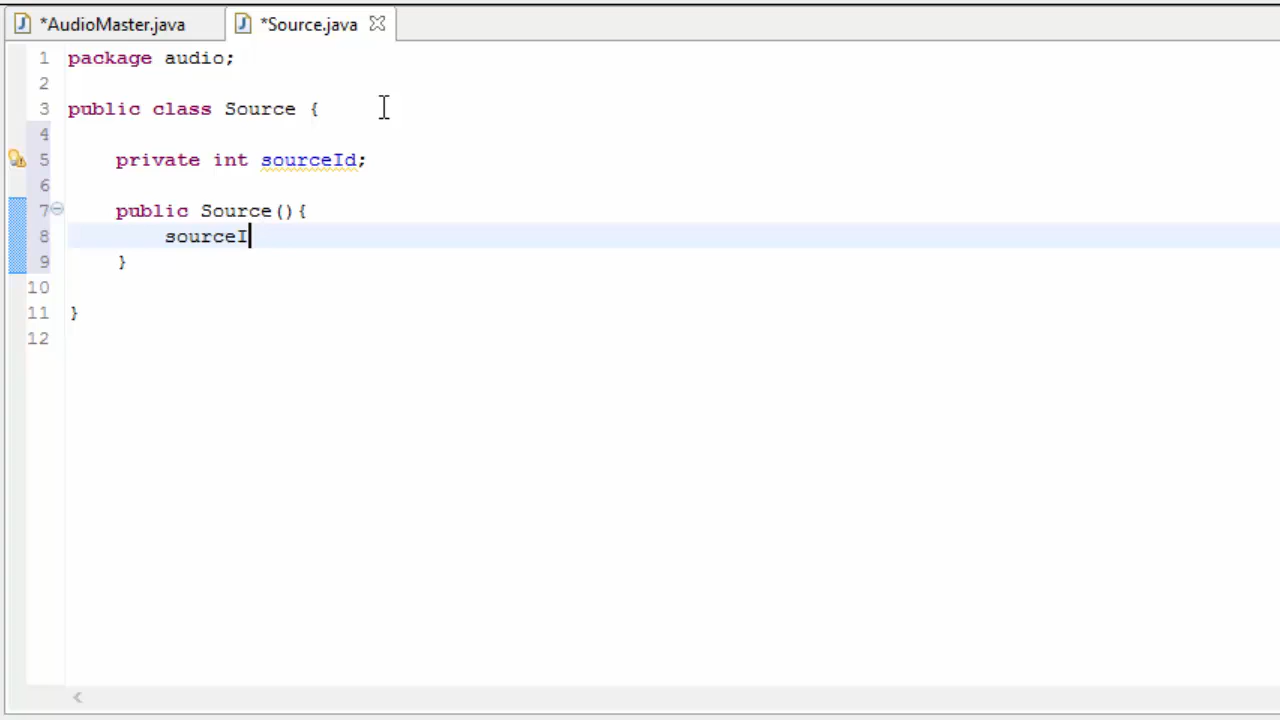 *AudioMaster.java *Source.java
1 package audio;
2
3 public class Source {
4
5 private int sourceId;
6
7 public Source(){
8 sourceI
9 }
10
11 }
12